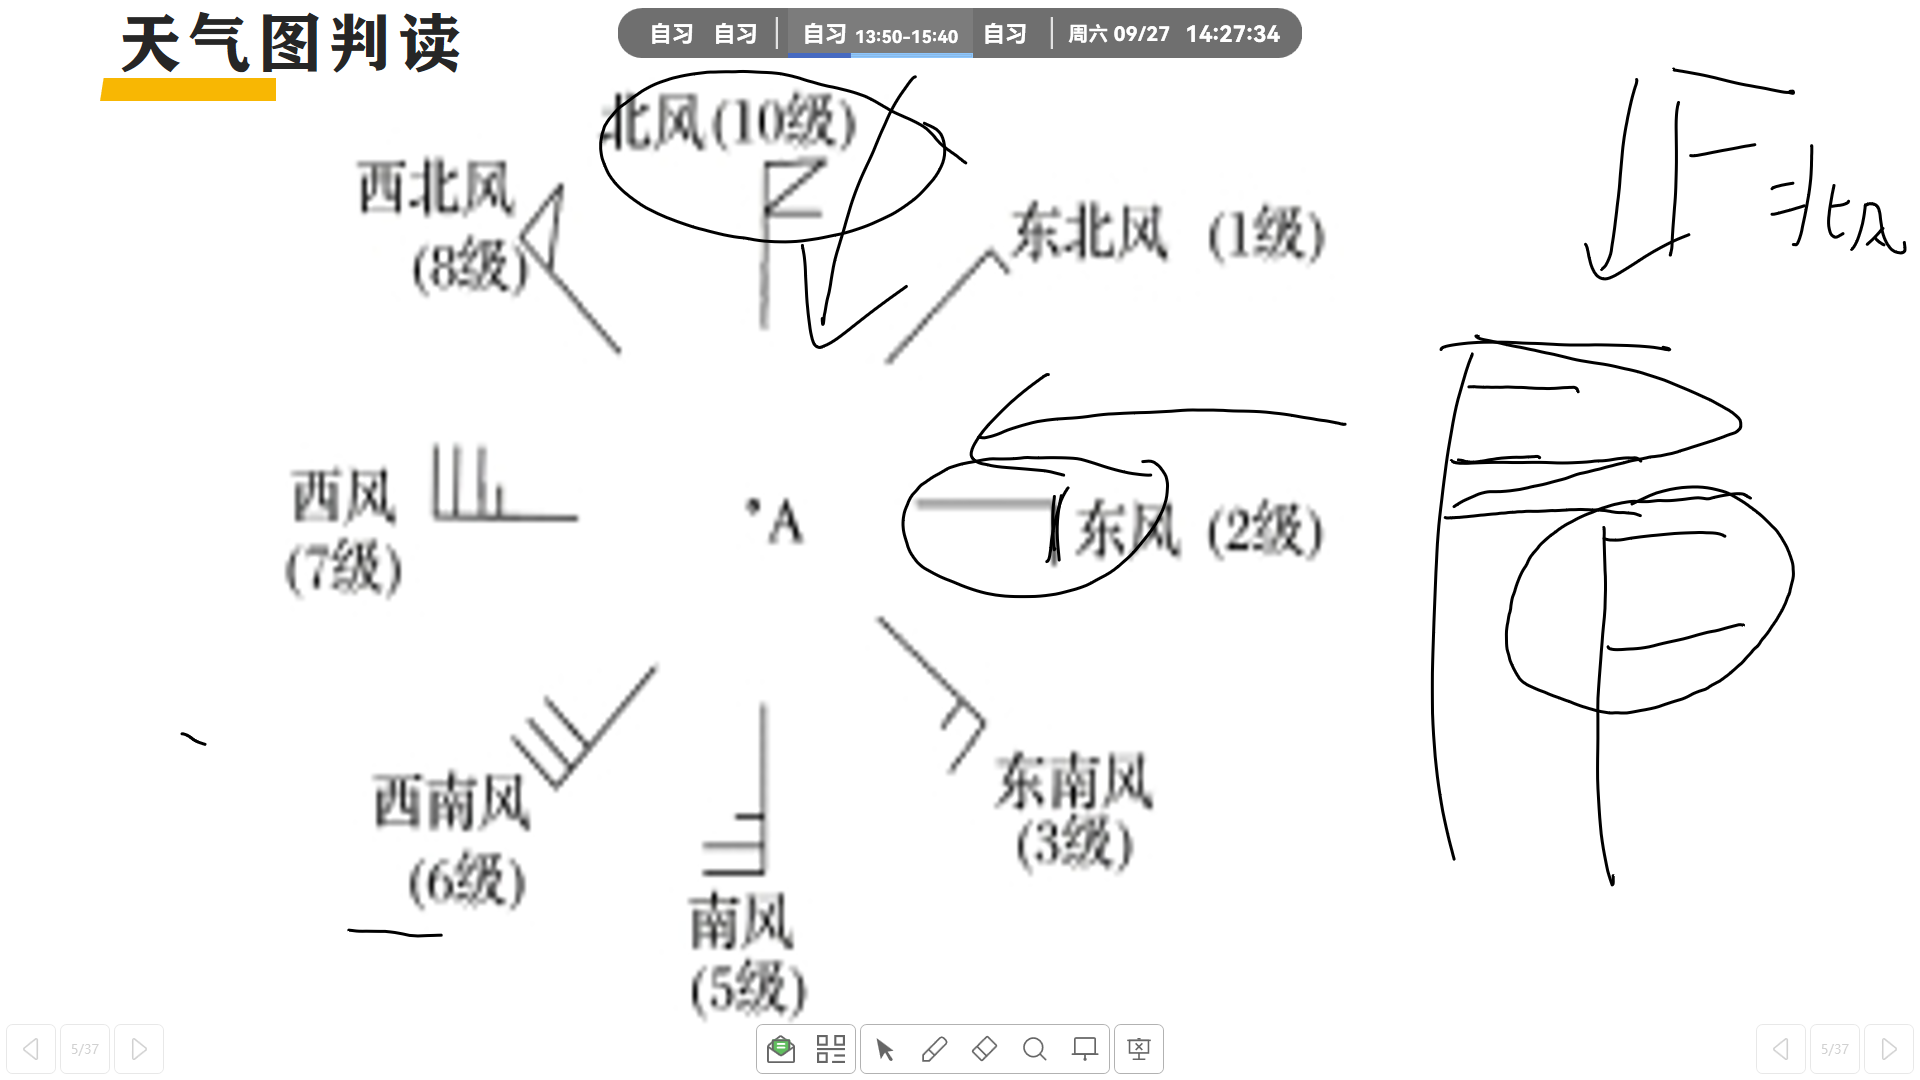 天气图判读
自习 自习 自习 13:50-15:40 自习 周六 09/27 14:27:34
北风(10级)
西北风
(8级)
东北风 (1级)
西风
(7级)
A
东风 (2级)
西南风
(6级)
东南风
(3级)
南风
(5级)
北风
5/37
5/37